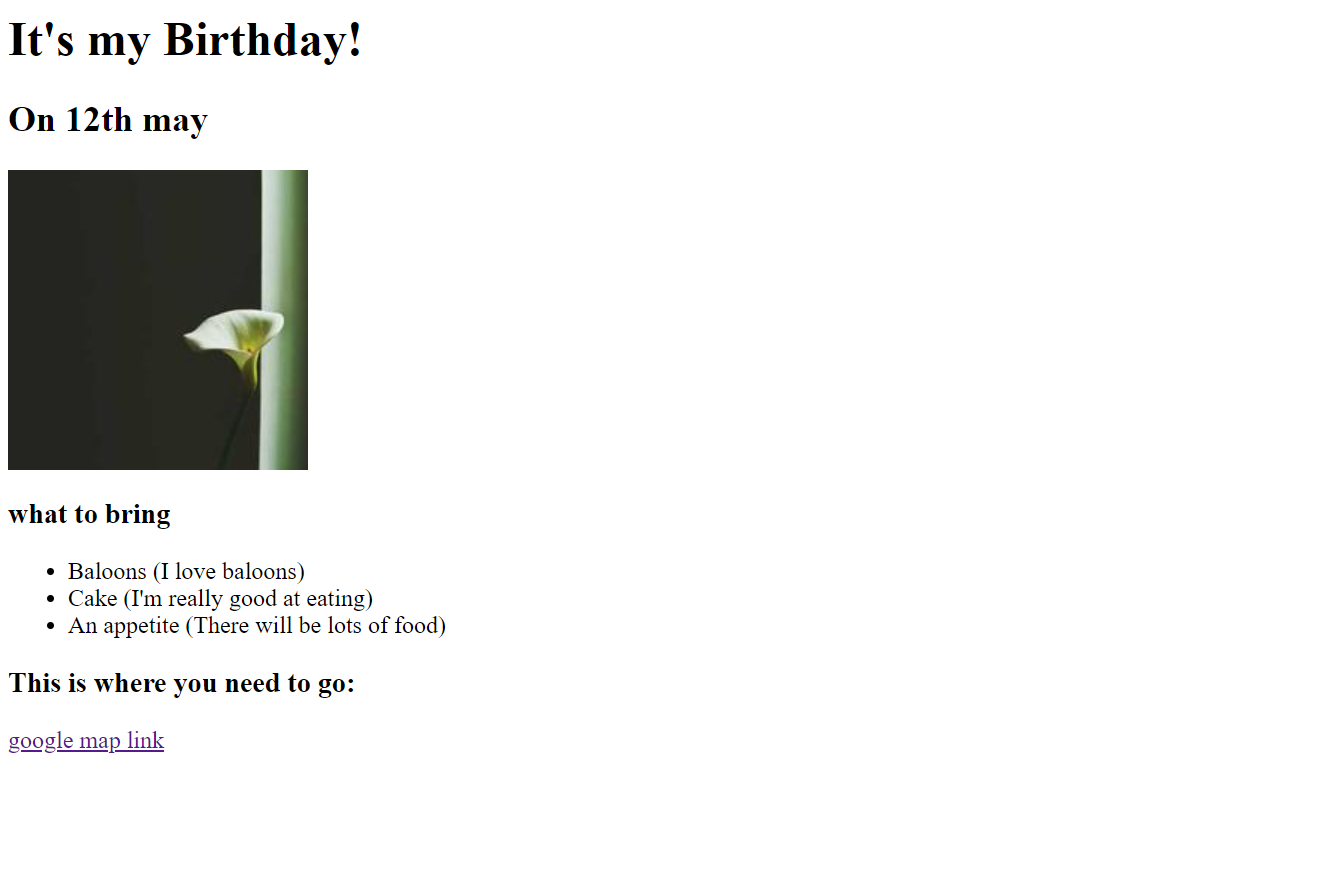 It's my Birthday!
On 12th may
what to bring
Baloons (I love baloons)
Cake (I'm really good at eating)
An appetite (There will be lots of food)
This is where you need to go:
google map link